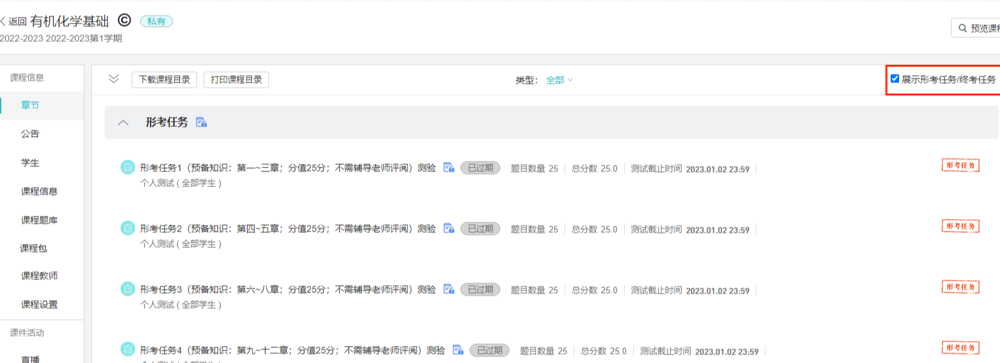 返回 有机化学基础 © 私有
2022-2023 2022-2023第1学期
预览课程
课程信息
章节
公告
学生
课程信息
课程题库
课程包
课程教师
课程设置
课件活动
直播
下载课程目录 打印课程目录 类型: 全部 展示形考任务/终考任务
形考任务
形考任务1（预备知识：第一~三章；分值25分；不需辅导老师评阅）测验 已过期 题目数量 25 总分数 25.0 测试截止时间 2023.01.02 23:59 形考任务
个人测试 ( 全部学生 )
形考任务2（预备知识：第四~五章；分值25分；不需辅导老师评阅）测验 已过期 题目数量 25 总分数 25.0 测试截止时间 2023.01.02 23:59 形考任务
个人测试 ( 全部学生 )
形考任务3（预备知识：第六~八章；分值25分；不需辅导老师评阅）测验 已过期 题目数量 25 总分数 25.0 测试截止时间 2023.01.02 23:59 形考任务
个人测试 ( 全部学生 )
形考任务4（预备知识：第九~十二章；分值25分；不需辅导老师评阅）测验 已过期 题目数量 25 总分数 25.0 测试截止时间 2023.01.02 23:59 形考任务